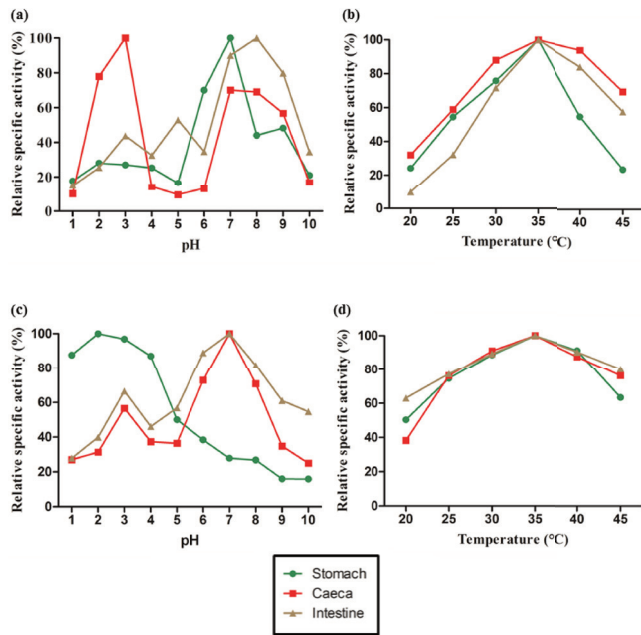 (a)
Relative specific activity (%)
100
80
60
40
20
0
1 2 3 4 5 6 7 8 9 10
pH
(b)
Relative specific activity (%)
100
80
60
40
20
0
20 25 30 35 40 45
Temperature (°C)
(c)
Relative specific activity (%)
100
80
60
40
20
0
1 2 3 4 5 6 7 8 9 10
pH
(d)
Relative specific activity (%)
100
80
60
40
20
0
20 25 30 35 40 45
Temperature (°C)
Stomach
Caeca
Intestine